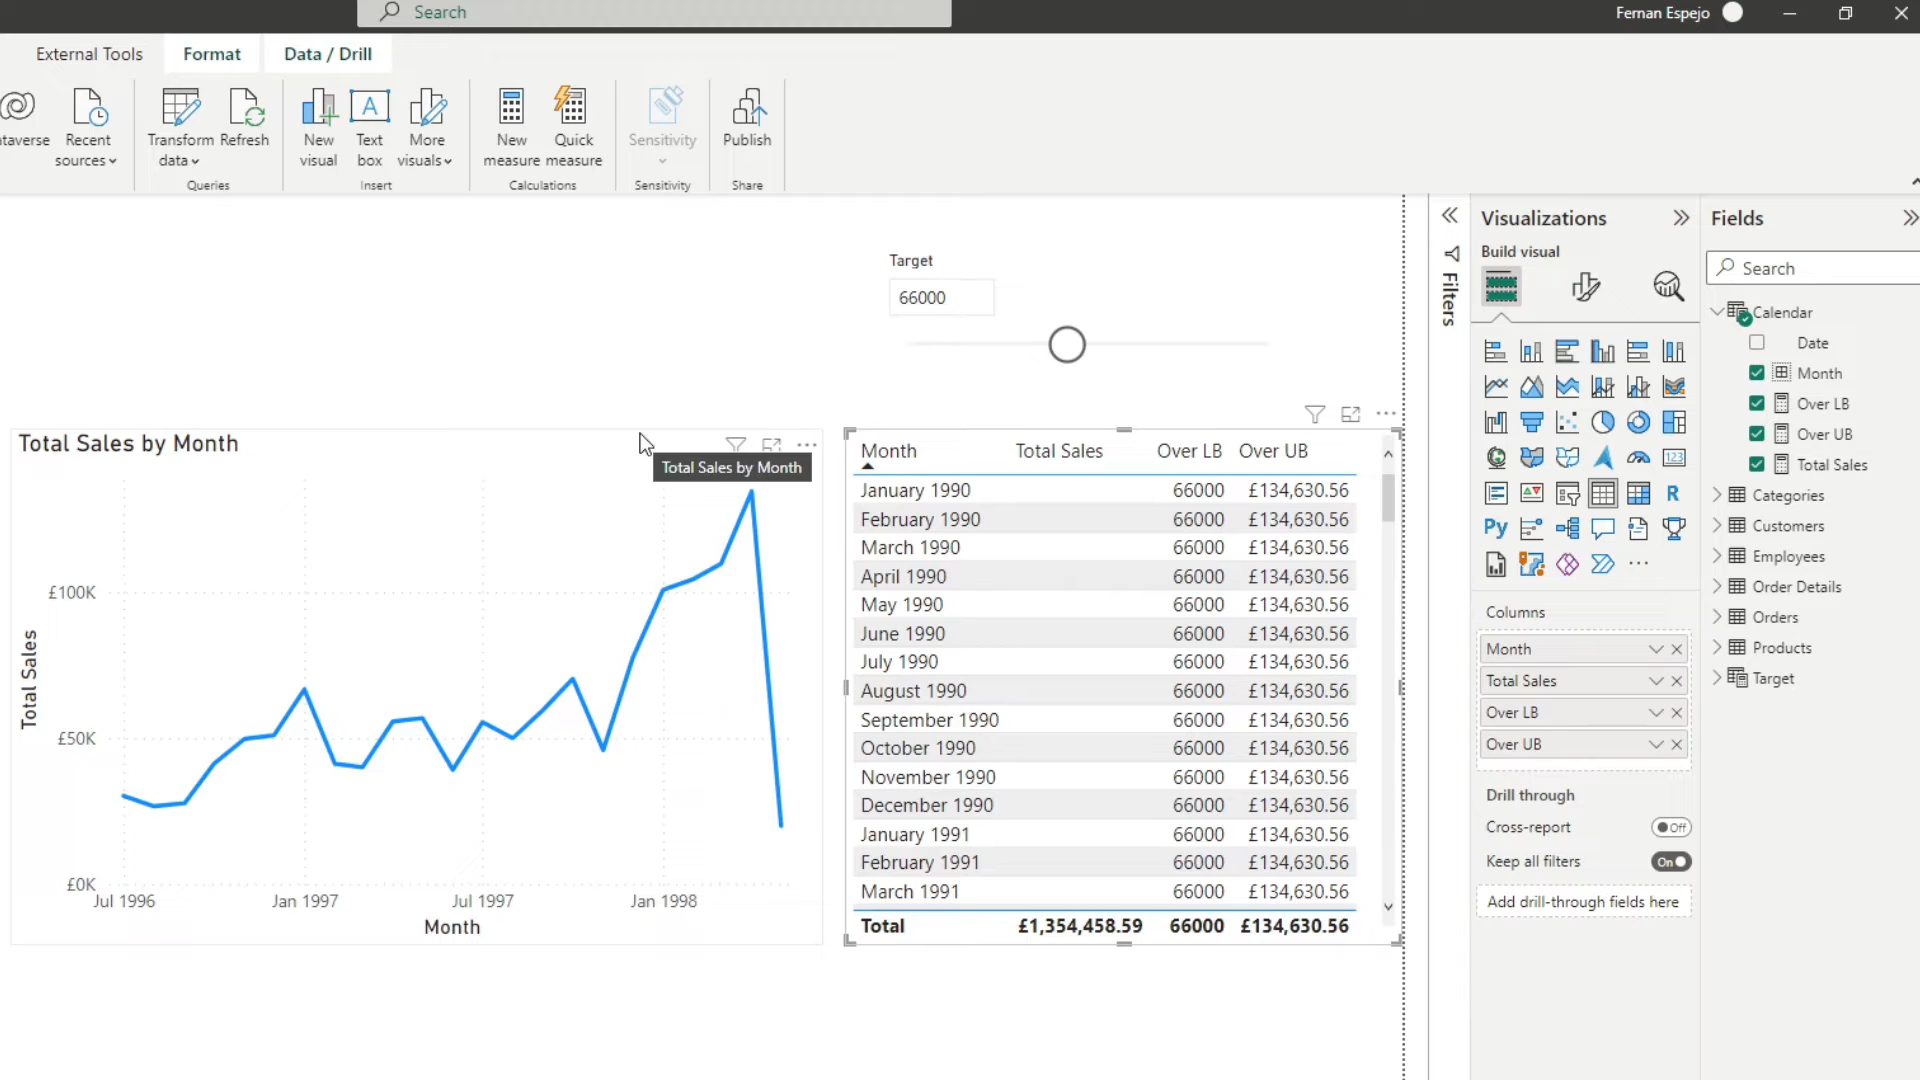 Search
Fernan Espejo
External Tools
Format
Data / Drill
taverse
Recent
sources
Transform
data
Refresh
Queries
New
visual
Text
box
More
visuals
Insert
New
measure
Quick
measure
Calculations
Sensitivity
Sensitivity
Publish
Share
Target
66000
Total Sales by Month
Total Sales by Month
Total Sales
£100K
£50K
£0K
Jul 1996
Jan 1997
Jul 1997
Jan 1998
Month
Month Total Sales Over LB Over UB
January 1990 66000 £134,630.56
February 1990 66000 £134,630.56
March 1990 66000 £134,630.56
April 1990 66000 £134,630.56
May 1990 66000 £134,630.56
June 1990 66000 £134,630.56
July 1990 66000 £134,630.56
August 1990 66000 £134,630.56
September 1990 66000 £134,630.56
October 1990 66000 £134,630.56
November 1990 66000 £134,630.56
December 1990 66000 £134,630.56
January 1991 66000 £134,630.56
February 1991 66000 £134,630.56
March 1991 66000 £134,630.56
Total £1,354,458.59 66000 £134,630.56
Filters
Visualizations
Build visual
123
R
Py
Columns
Month
Total Sales
Over LB
Over UB
Drill through
Cross-report
Off
Keep all filters
On
Add drill-through fields here
Fields
Search
Calendar
Date
Month
Over LB
Over UB
Total Sales
Categories
Customers
Employees
Order Details
Orders
Products
Target